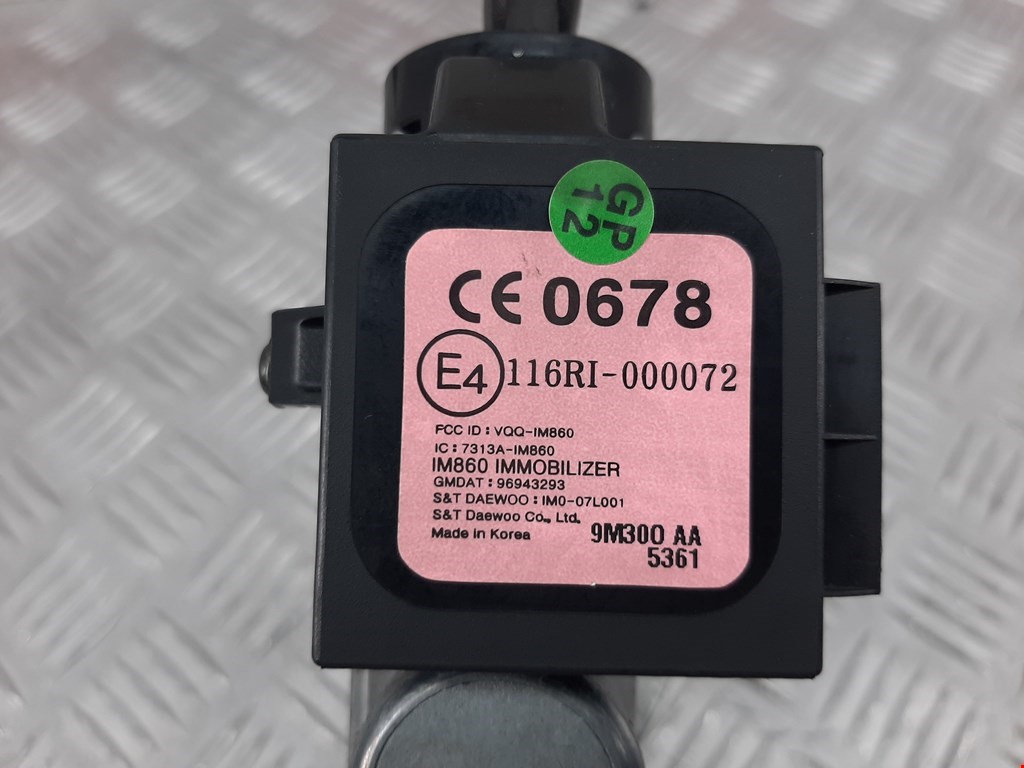 GP
12
CE 0678
E4 116RI-000072
FCC ID : VQQ-IM860
IC : 7313A-IM860
IM860 IMMOBILIZER
GMDAT : 96943293
S&T DAEWOO : IM0-07L001
S&T Daewoo Co., Ltd.
Made in Korea
9M300 AA
5361